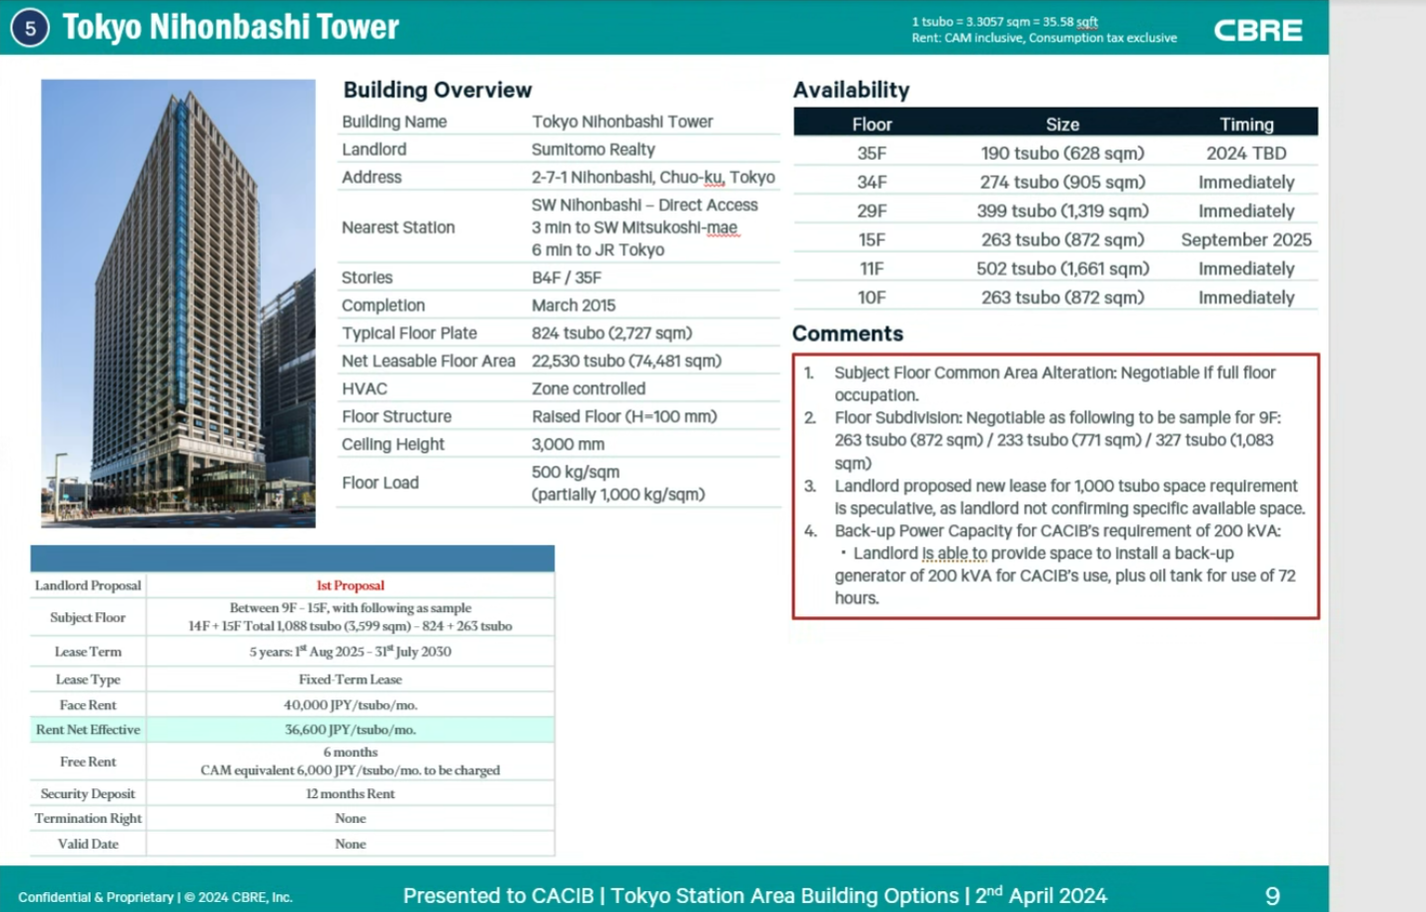 5 Tokyo Nihonbashi Tower
1 tsubo = 3.3057 sqm = 35.58 sqft
Rent: CAM inclusive, Consumption tax exclusive
CBRE
Building Overview
Building Name Tokyo Nihonbashi Tower
Landlord Sumitomo Realty
Address 2-7-1 Nihonbashi, Chuo-ku, Tokyo
Nearest Station SW Nihonbashi – Direct Access
3 min to SW Mitsukoshi-mae
6 min to JR Tokyo
Stories B4F / 35F
Completion March 2015
Typical Floor Plate 824 tsubo (2,727 sqm)
Net Leasable Floor Area 22,530 tsubo (74,481 sqm)
HVAC Zone controlled
Floor Structure Raised Floor (H=100 mm)
Ceiling Height 3,000 mm
Floor Load 500 kg/sqm
(partially 1,000 kg/sqm)
Availability
Floor Size Timing
35F 190 tsubo (628 sqm) 2024 TBD
34F 274 tsubo (905 sqm) Immediately
29F 399 tsubo (1,319 sqm) Immediately
15F 263 tsubo (872 sqm) September 2025
11F 502 tsubo (1,661 sqm) Immediately
10F 263 tsubo (872 sqm) Immediately
Comments
1. Subject Floor Common Area Alteration: Negotiable if full floor
occupation.
2. Floor Subdivision: Negotiable as following to be sample for 9F:
263 tsubo (872 sqm) / 233 tsubo (771 sqm) / 327 tsubo (1,083
sqm)
3. Landlord proposed new lease for 1,000 tsubo space requirement
is speculative, as landlord not confirming specific available space.
4. Back-up Power Capacity for CACIB's requirement of 200 kVA:
• Landlord is able to provide space to install a back-up
generator of 200 kVA for CACIB's use, plus oil tank for use of 72
hours.
Landlord Proposal 1st Proposal
Subject Floor Between 9F – 15F, with following as sample
14F + 15F Total 1,088 tsubo (3,599 sqm) – 824 + 263 tsubo
Lease Term 5 years: 1st Aug 2025 – 31st July 2030
Lease Type Fixed-Term Lease
Face Rent 40,000 JPY/tsubo/mo.
Rent Net Effective 36,600 JPY/tsubo/mo.
Free Rent 6 months
CAM equivalent 6,000 JPY/tsubo/mo. to be charged
Security Deposit 12 months Rent
Termination Right None
Valid Date None
Confidential & Proprietary | © 2024 CBRE, Inc.
Presented to CACIB | Tokyo Station Area Building Options | 2nd April 2024
9